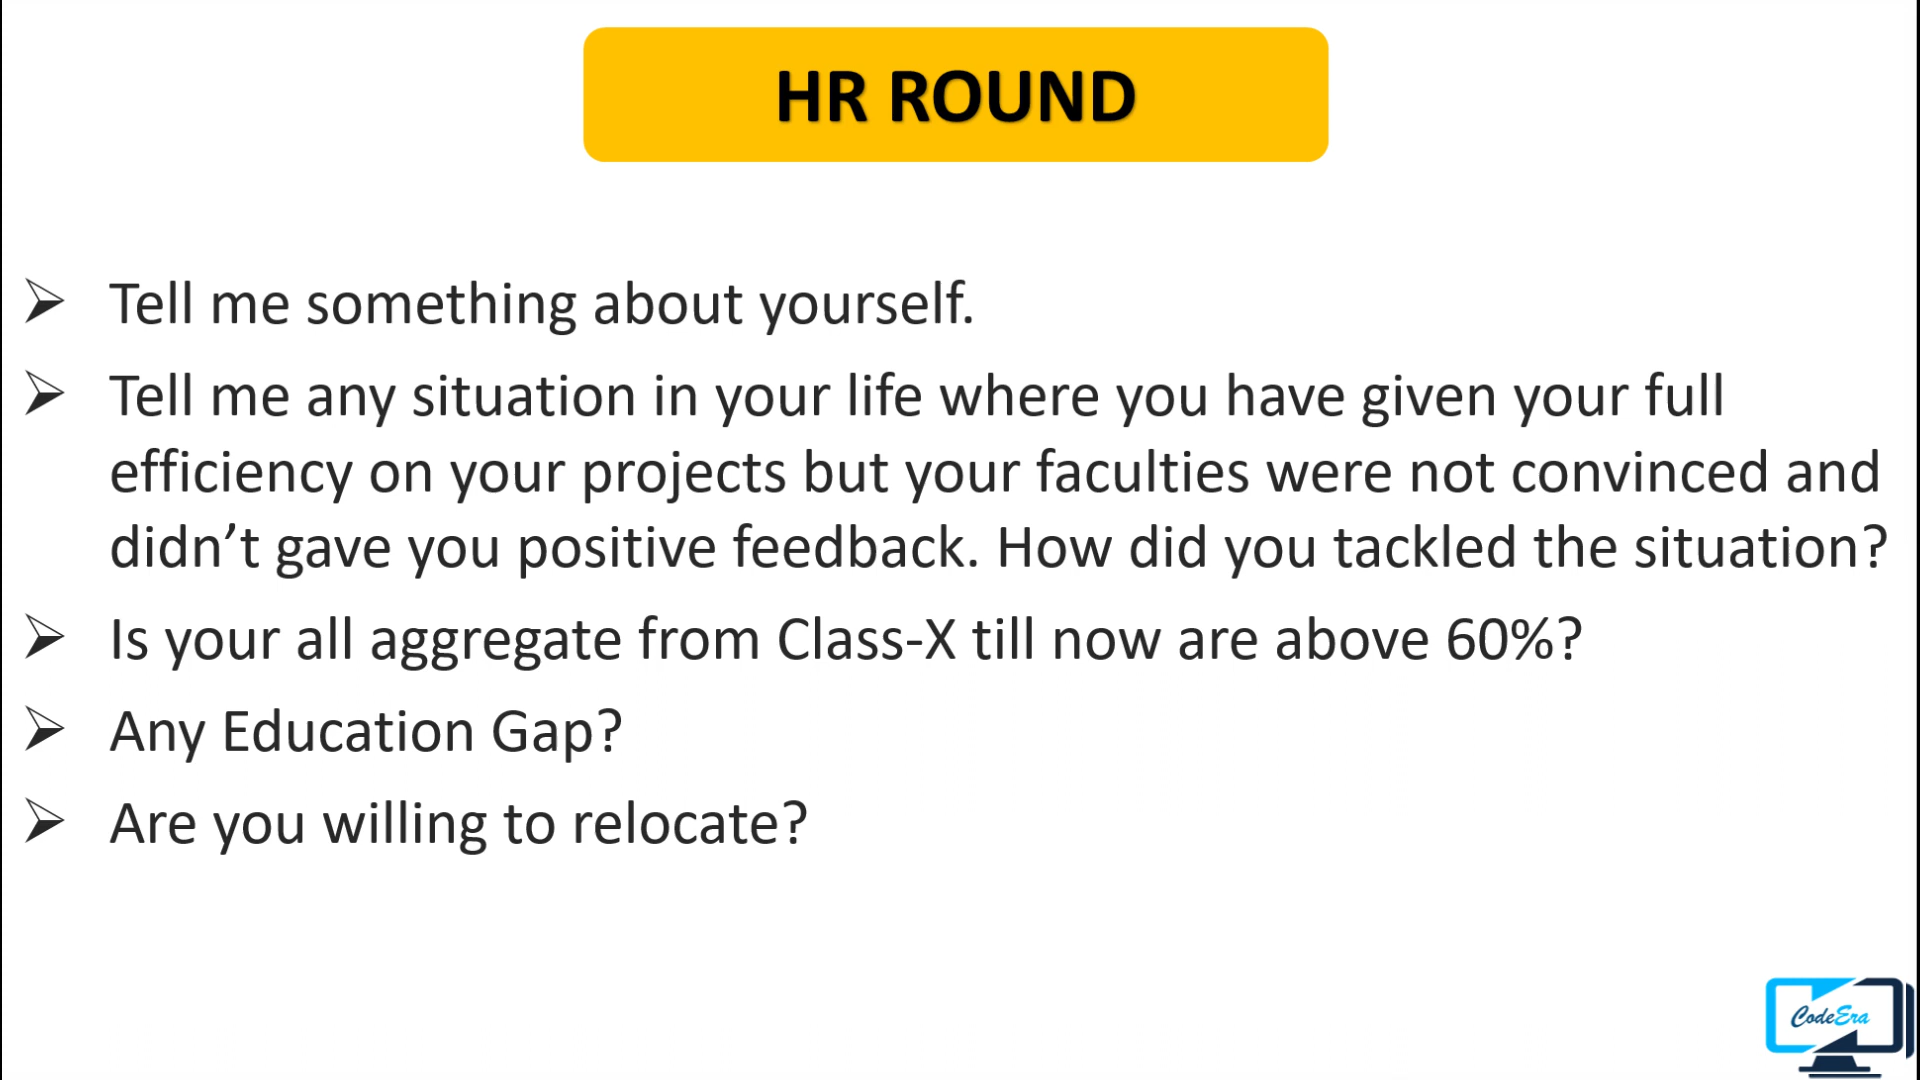 HR ROUND
Tell me something about yourself.
Tell me any situation in your life where you have given your full
efficiency on your projects but your faculties were not convinced and
didn’t gave you positive feedback. How did you tackled the situation?
Is your all aggregate from Class-X till now are above 60%?
Any Education Gap?
Are you willing to relocate?
CodeEra